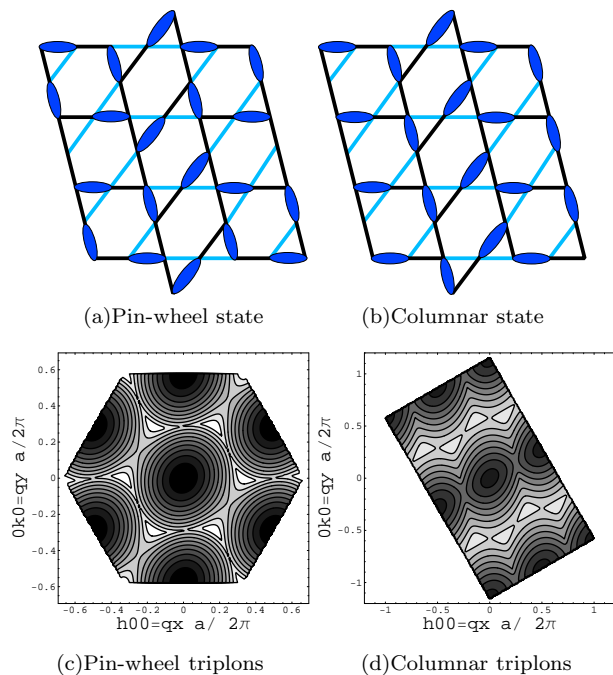 (a)Pin-wheel state
(b)Columnar state
0k0=qy a/2π
0.6
0.4
0.2
0
-0.2
-0.4
-0.6
-0.6 -0.4 -0.2 0 0.2 0.4 0.6
h00=qx a/ 2π
0k0=qy a/2π
1
0.5
0
-0.5
-1
-1 -0.5 0 0.5 1
h00=qx a/ 2π
(c)Pin-wheel triplons
(d)Columnar triplons